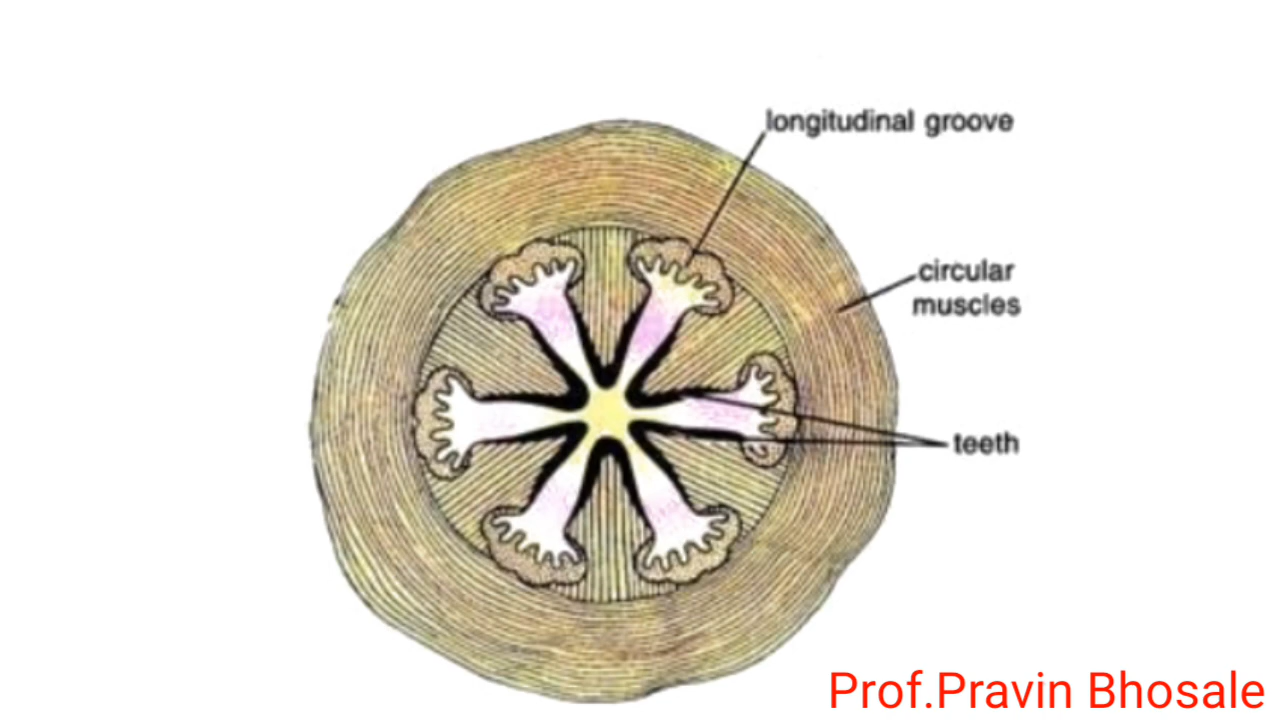 longitudinal groove
circular
muscles
teeth
Prof.Pravin Bhosale